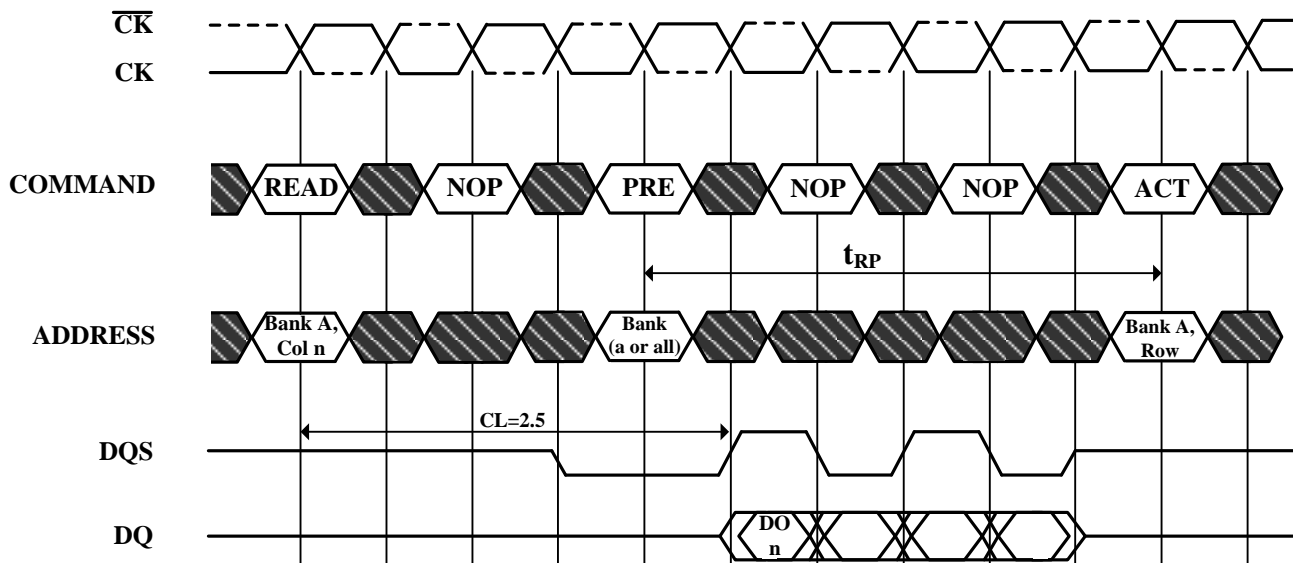 CK
CK
COMMAND READ NOP PRE NOP NOP ACT
tRP
ADDRESS Bank A, Col n Bank (a or all) Bank A, Row
CL=2.5
DQS
DQ DO n